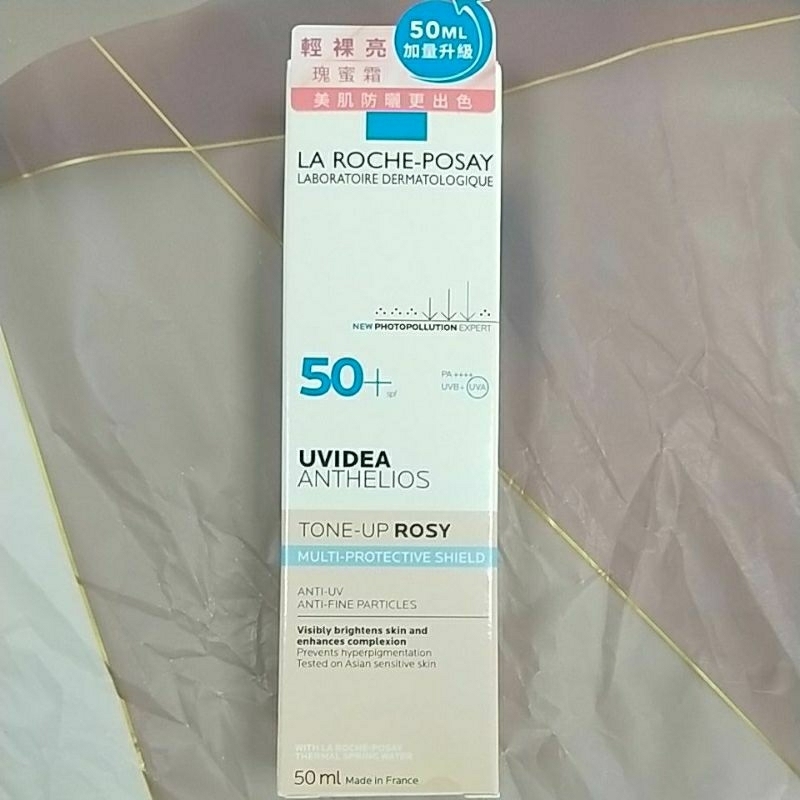 輕裸亮
瑰蜜霜
美肌防曬更出色
50ML
加量升級
LA ROCHE-POSAY
LABORATOIRE DERMATOLOGIQUE
NEW PHOTOPOLLUTION EXPERT
50+ spf
PA++++
UVB+ UVA
UVIDEA
ANTHELIOS
TONE-UP ROSY
MULTI-PROTECTIVE SHIELD
ANTI-UV
ANTI-FINE PARTICLES
Visibly brightens skin and
enhances complexion
Prevents hyperpigmentation
Tested on Asian sensitive skin
WITH LA ROCHE-POSAY
THERMAL SPRING WATER
50 ml Made in France